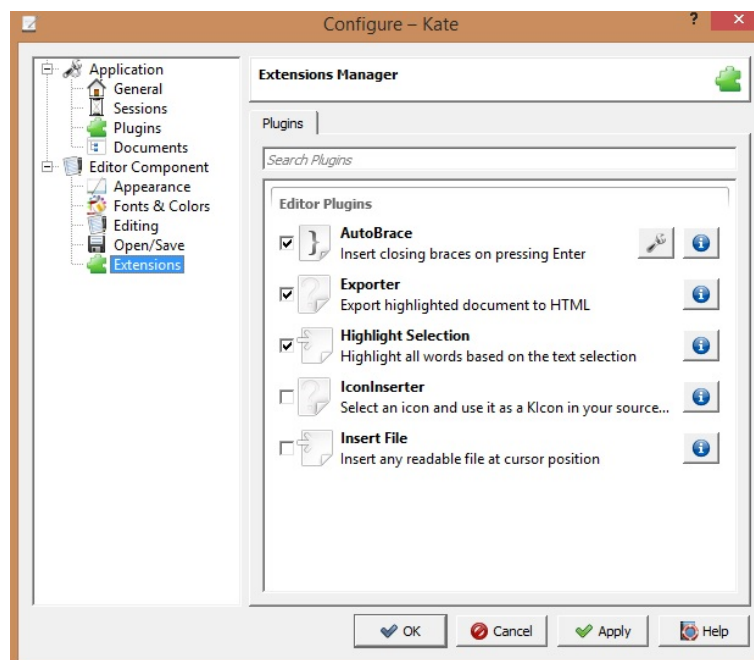 Configure – Kate
?
Application
General
Sessions
Plugins
Documents
Editor Component
Appearance
Fonts & Colors
Editing
Open/Save
Extensions
Extensions Manager
Plugins
Search Plugins
Editor Plugins
AutoBrace
Insert closing braces on pressing Enter
Exporter
Export highlighted document to HTML
Highlight Selection
Highlight all words based on the text selection
IconInserter
Select an icon and use it as a KIcon in your source...
Insert File
Insert any readable file at cursor position
OK
Cancel
Apply
Help